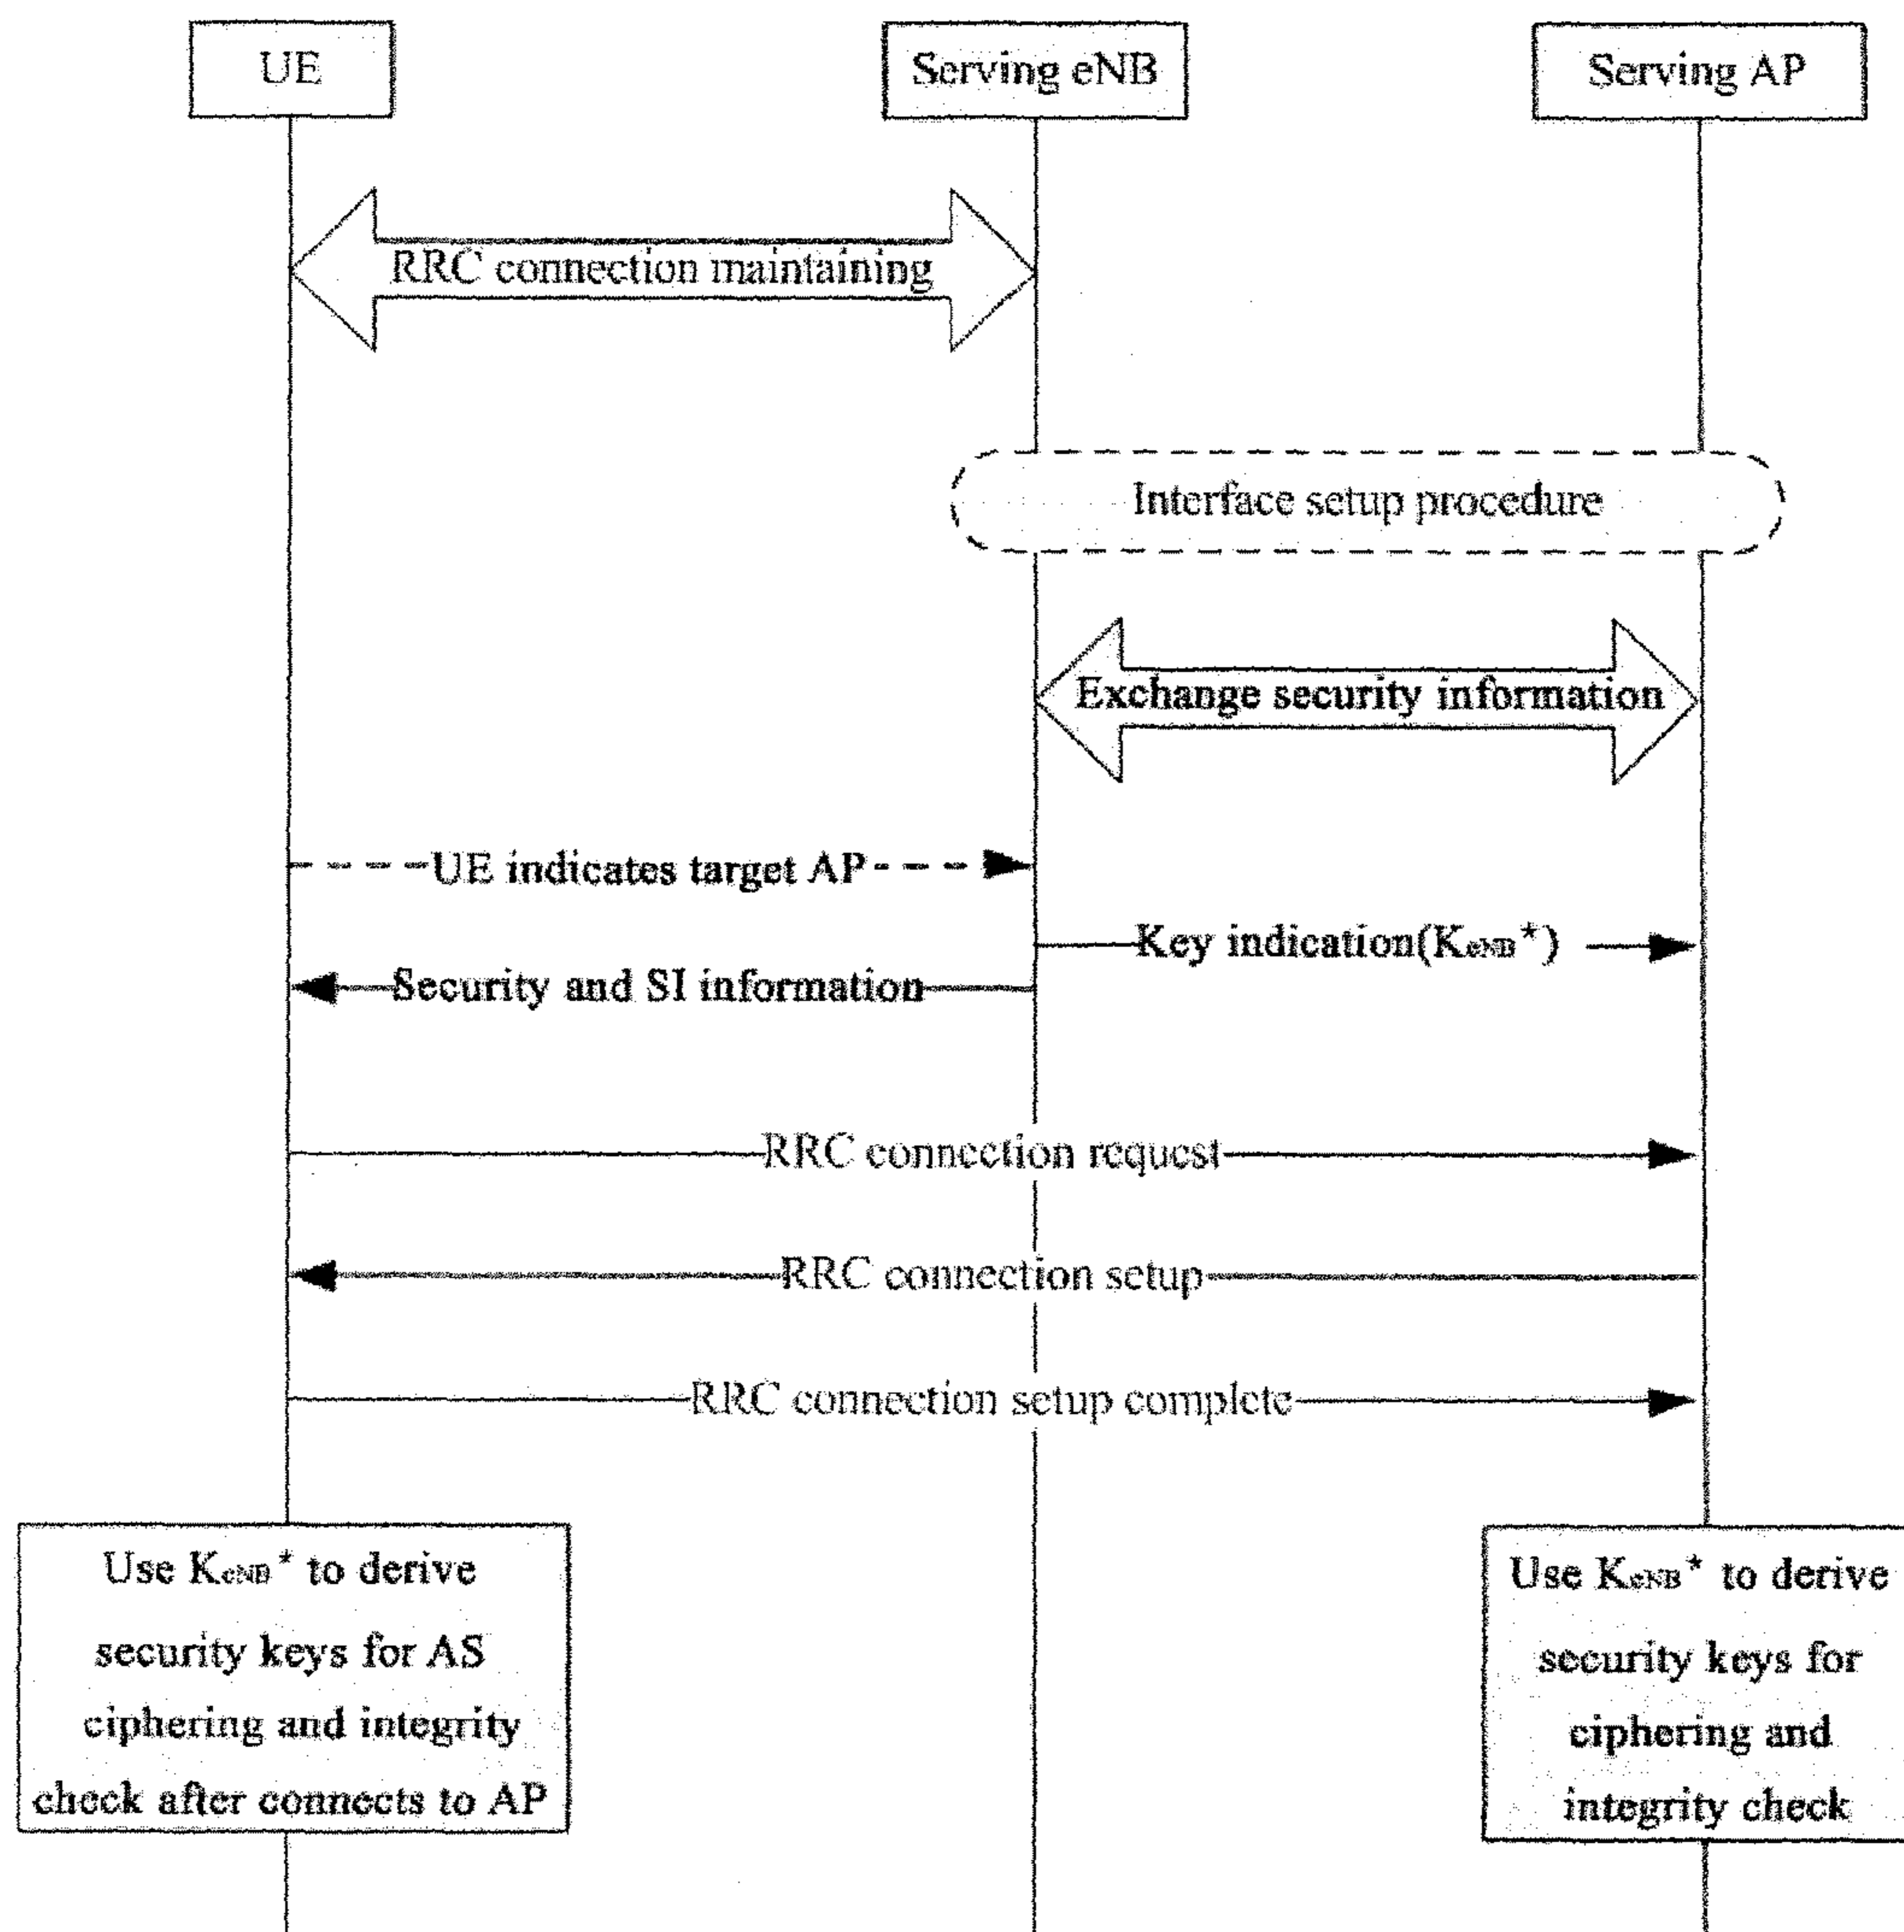 UE
Serving eNB
Serving AP
RRC connection maintaining
Interface setup procedure
Exchange security information
UE indicates target AP
Key indication(KeNB*)
Security and SI information
RRC connection request
RRC connection setup
RRC connection setup complete
Use KeNB* to derive
security keys for AS
ciphering and integrity
check after connects to AP
Use KeNB* to derive
security keys for
ciphering and
integrity check